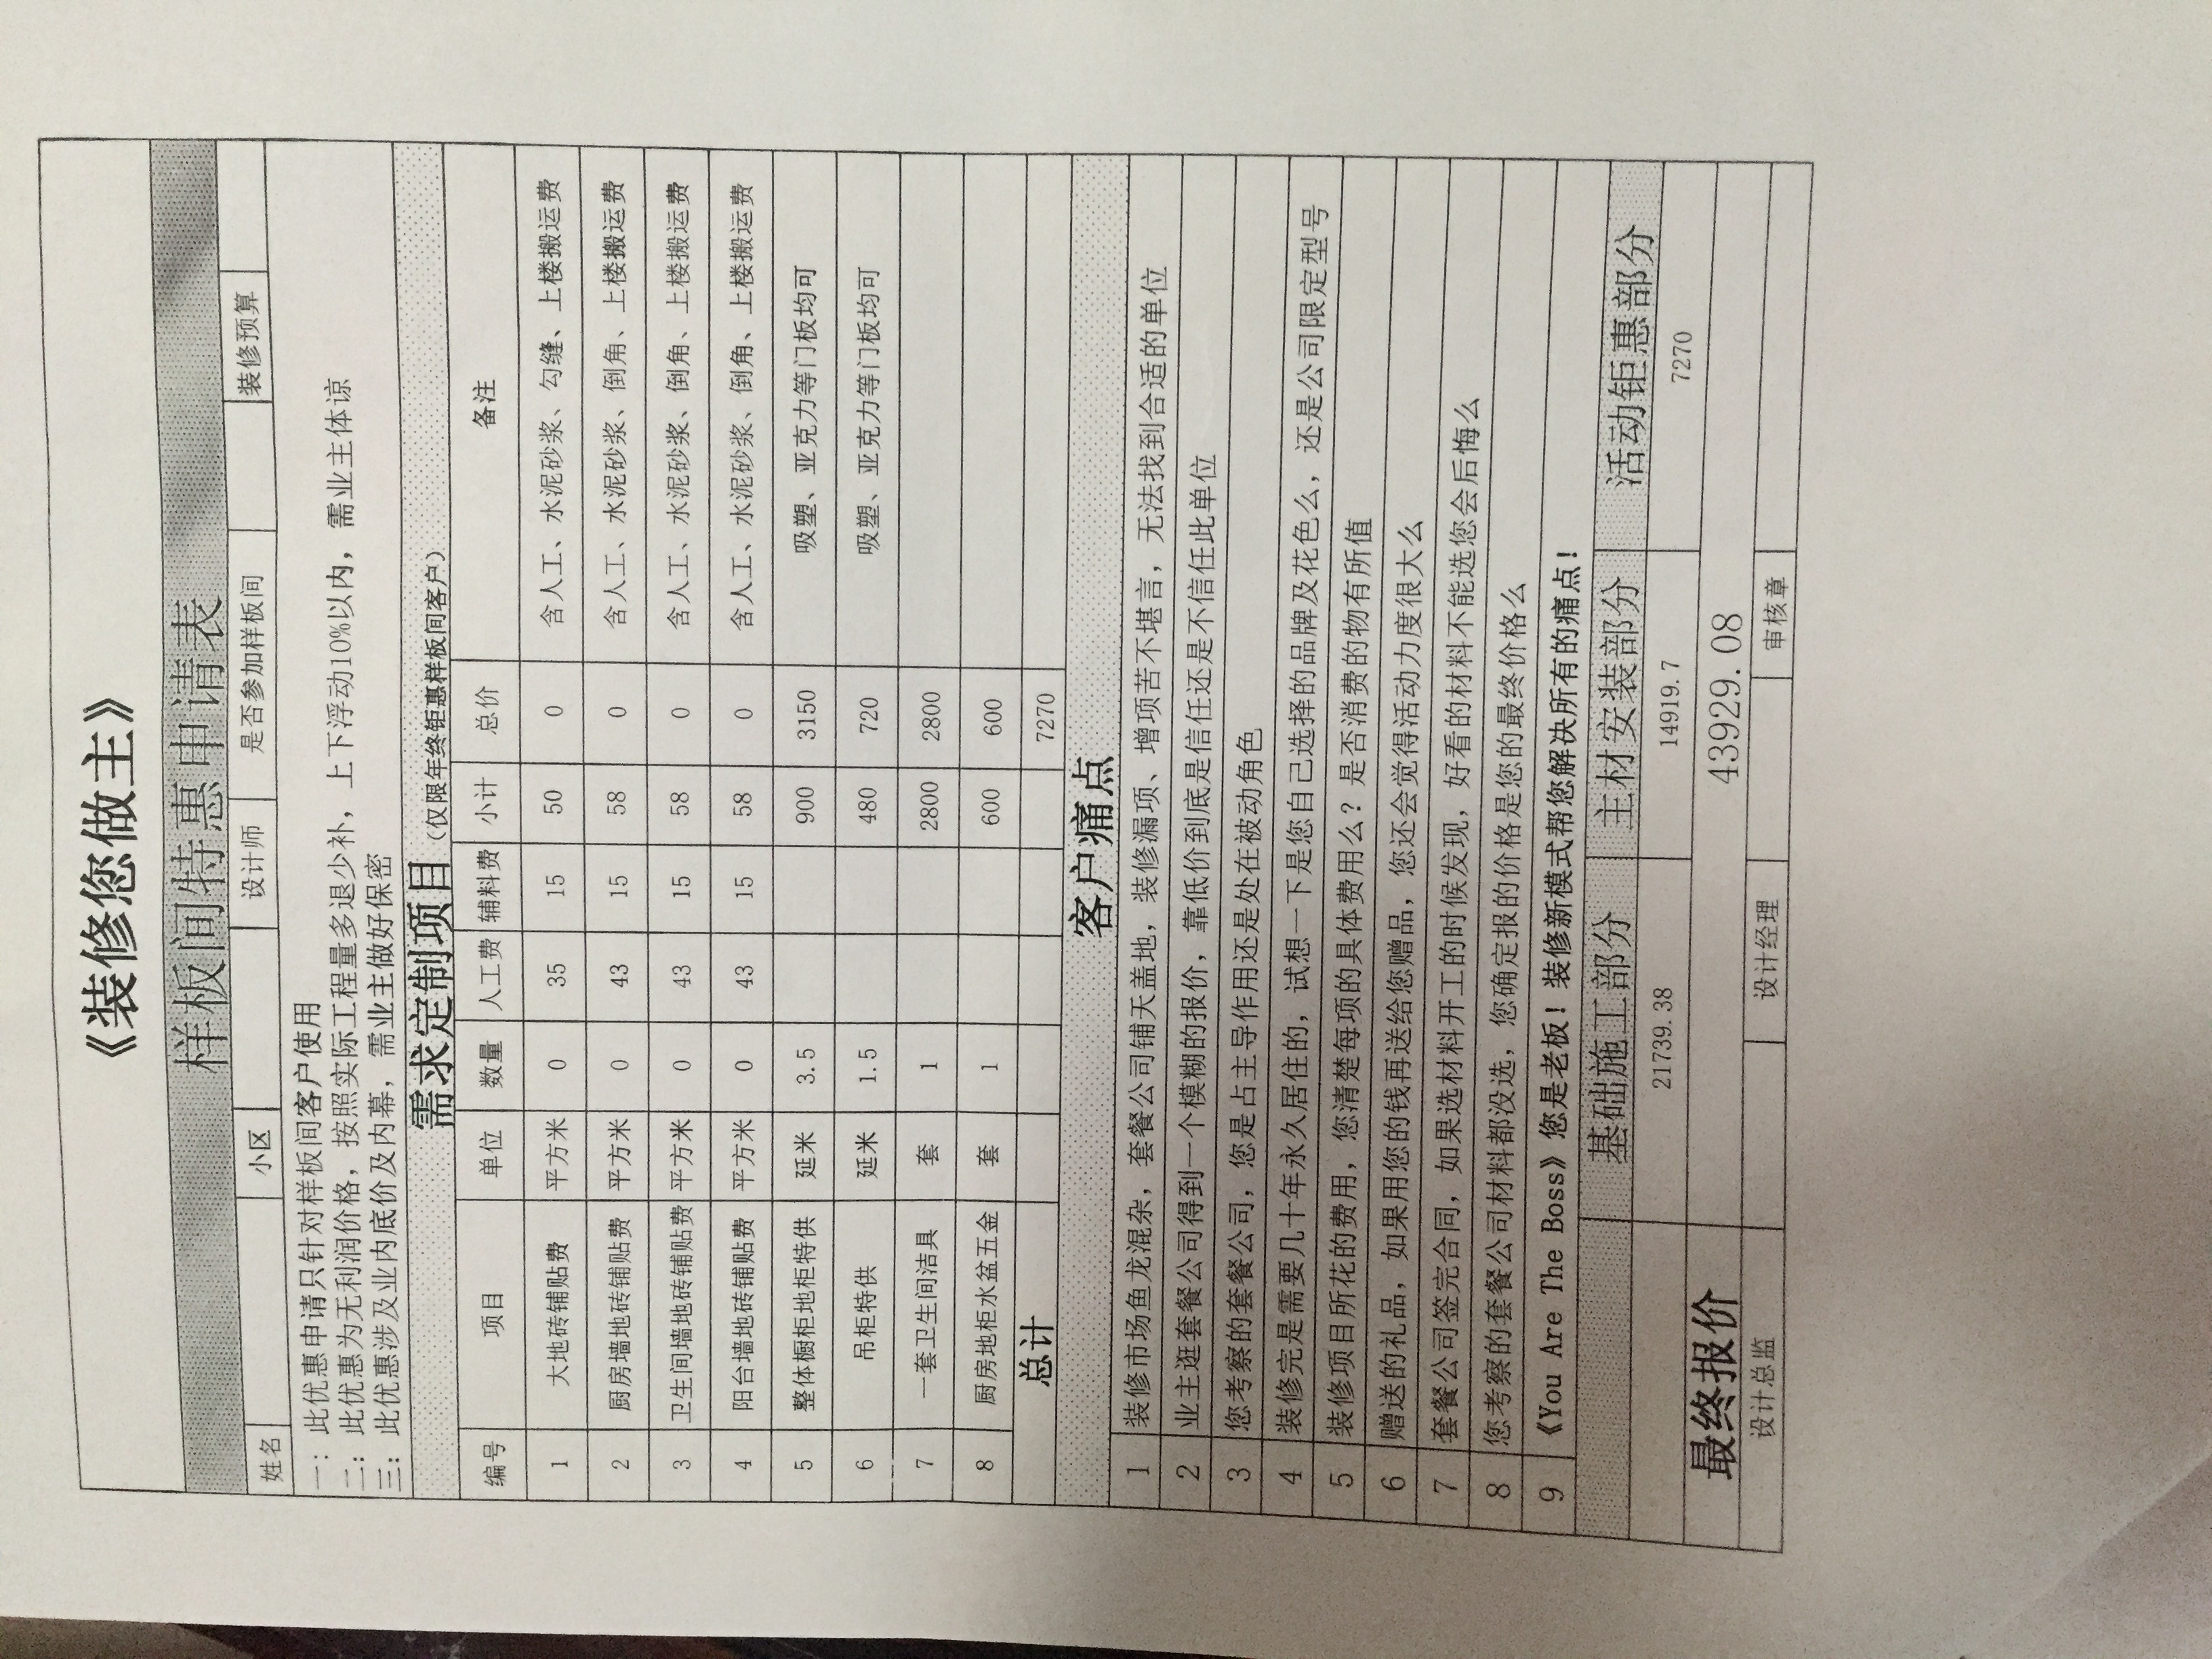 《装修您做主》
样板间特惠申请表
姓名 小区 设计师 是否参加样板间 装修预算
一：此优惠申请只针对样板间客户使用
二：此优惠为无利润价格，按照实际工程量多退少补，上下浮动10%以内，需业主体谅
三：此优惠涉及业内底价及内幕，需业主做好保密
需求定制项目（仅限年终钜惠样板间客户）
编号 项目 单位 数量 人工费 辅料费 小计 总价 备注
1 大地砖铺贴费 平方米 0 35 15 50 0 含人工、水泥砂浆、勾缝、上楼搬运费
2 厨房墙地砖铺贴费 平方米 0 43 15 58 0 含人工、水泥砂浆、倒角、上楼搬运费
3 卫生间墙地砖铺贴费 平方米 0 43 15 58 0 含人工、水泥砂浆、倒角、上楼搬运费
4 阳台墙地砖铺贴费 平方米 0 43 15 58 0 含人工、水泥砂浆、倒角、上楼搬运费
5 整体橱柜地柜特供 延米 3.5 900 3150 吸塑、亚克力等门板均可
6 吊柜特供 延米 1.5 480 720 吸塑、亚克力等门板均可
7 一套卫生间洁具 套 1 2800 2800
8 厨房地柜水盆五金 套 1 600 600
总计 7270
客户痛点
1 装修市场鱼龙混杂，套餐公司铺天盖地，装修漏项、增项苦不堪言，无法找到合适的单位
2 业主逛套餐公司得到一个模糊的报价，靠低价到底是信任还是不信任此单位
3 您考察的套餐公司，您是占主导作用还是处在被动角色
4 装修完是需要几十年永久居住的，试想一下是您自己选择的品牌及花色么，还是公司限定型号
5 装修项目所花的费用，您清楚每项的具体费用么？是否消费的物有所值
6 赠送的礼品，如果用您的钱再送给您赠品，您还会觉得活动力度很大么
7 套餐公司签完合同，如果选材料开工的时候发现，好看的材料不能选您会后悔么
8 您考察的套餐公司材料都没选，您确定报的价格是您的最终价格么
9 《You Are The Boss》您是老板！装修新模式帮您解决所有的痛点！
基础施工部分 主材安装部分 活动钜惠部分
21739.38 14919.7 7270
最终报价 43929.08
设计总监 设计经理 审核章